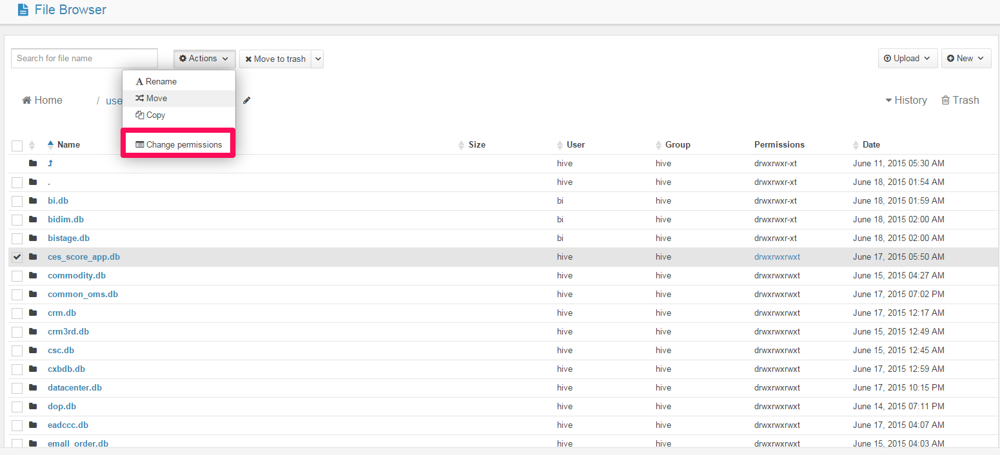 File Browser
Search for file name Actions Move to trash Upload New
Rename
Home / use Move History Trash
Copy
Name Change permissions Size User Group Permissions Date
hive hive drwxrwxr-xt June 11, 2015 05:30 AM
. hive hive drwxrwxr-xt June 18, 2015 01:54 AM
bi.db bi hive drwxrwxr-xt June 18, 2015 01:59 AM
bidim.db bi hive drwxrwxr-xt June 18, 2015 02:00 AM
bistage.db bi hive drwxrwxr-xt June 18, 2015 02:00 AM
ces_score_app.db hive hive drwxrwxrwxt June 17, 2015 05:50 AM
commodity.db hive hive drwxrwxrwxt June 15, 2015 04:27 AM
common_oms.db hive hive drwxrwxrwxt June 17, 2015 07:02 PM
crm.db hive hive drwxrwxrwxt June 17, 2015 12:17 AM
crm3rd.db hive hive drwxrwxrwxt June 15, 2015 12:49 AM
csc.db hive hive drwxrwxrwxt June 15, 2015 12:45 AM
cxbdb.db hive hive drwxrwxrwxt June 17, 2015 12:59 AM
datacenter.db hive hive drwxrwxrwxt June 17, 2015 10:15 PM
dop.db hive hive drwxrwxrwxt June 14, 2015 07:11 PM
eadccc.db hive hive drwxrwxrwxt June 17, 2015 04:07 AM
emall_order.db hive hive drwxrwxrwxt June 15, 2015 04:03 AM